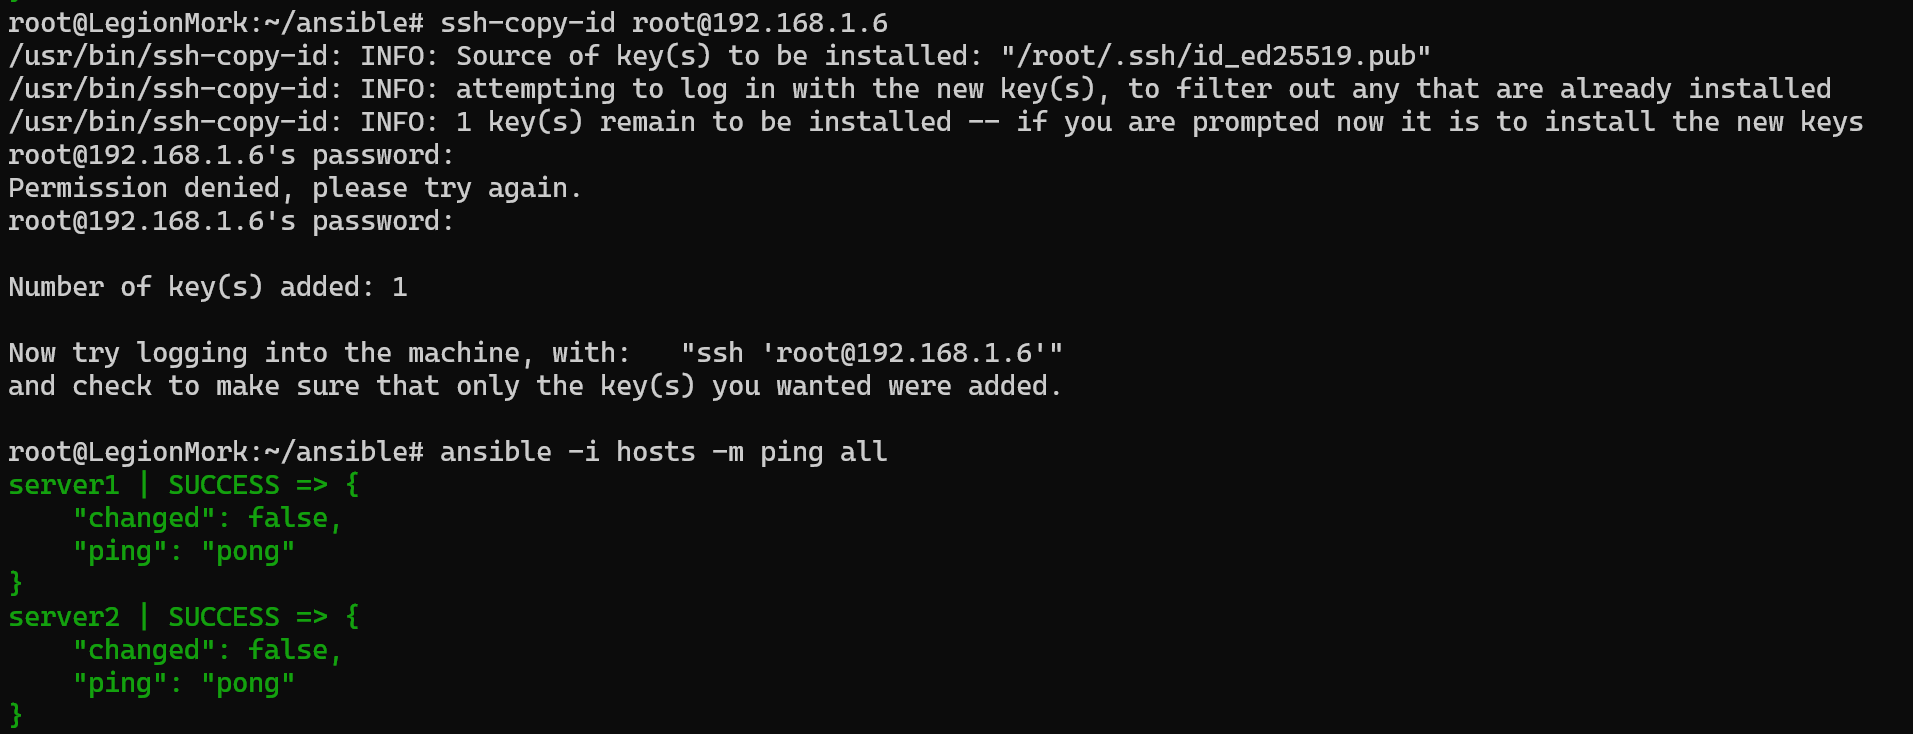 root@LegionMork:~/ansible# ssh-copy-id root@192.168.1.6
/usr/bin/ssh-copy-id: INFO: Source of key(s) to be installed: "/root/.ssh/id_ed25519.pub"
/usr/bin/ssh-copy-id: INFO: attempting to log in with the new key(s), to filter out any that are already installed
/usr/bin/ssh-copy-id: INFO: 1 key(s) remain to be installed -- if you are prompted now it is to install the new keys
root@192.168.1.6's password:
Permission denied, please try again.
root@192.168.1.6's password:

Number of key(s) added: 1

Now try logging into the machine, with:   "ssh 'root@192.168.1.6'"
and check to make sure that only the key(s) you wanted were added.

root@LegionMork:~/ansible# ansible -i hosts -m ping all
server1 | SUCCESS => {
    "changed": false,
    "ping": "pong"
}
server2 | SUCCESS => {
    "changed": false,
    "ping": "pong"
}